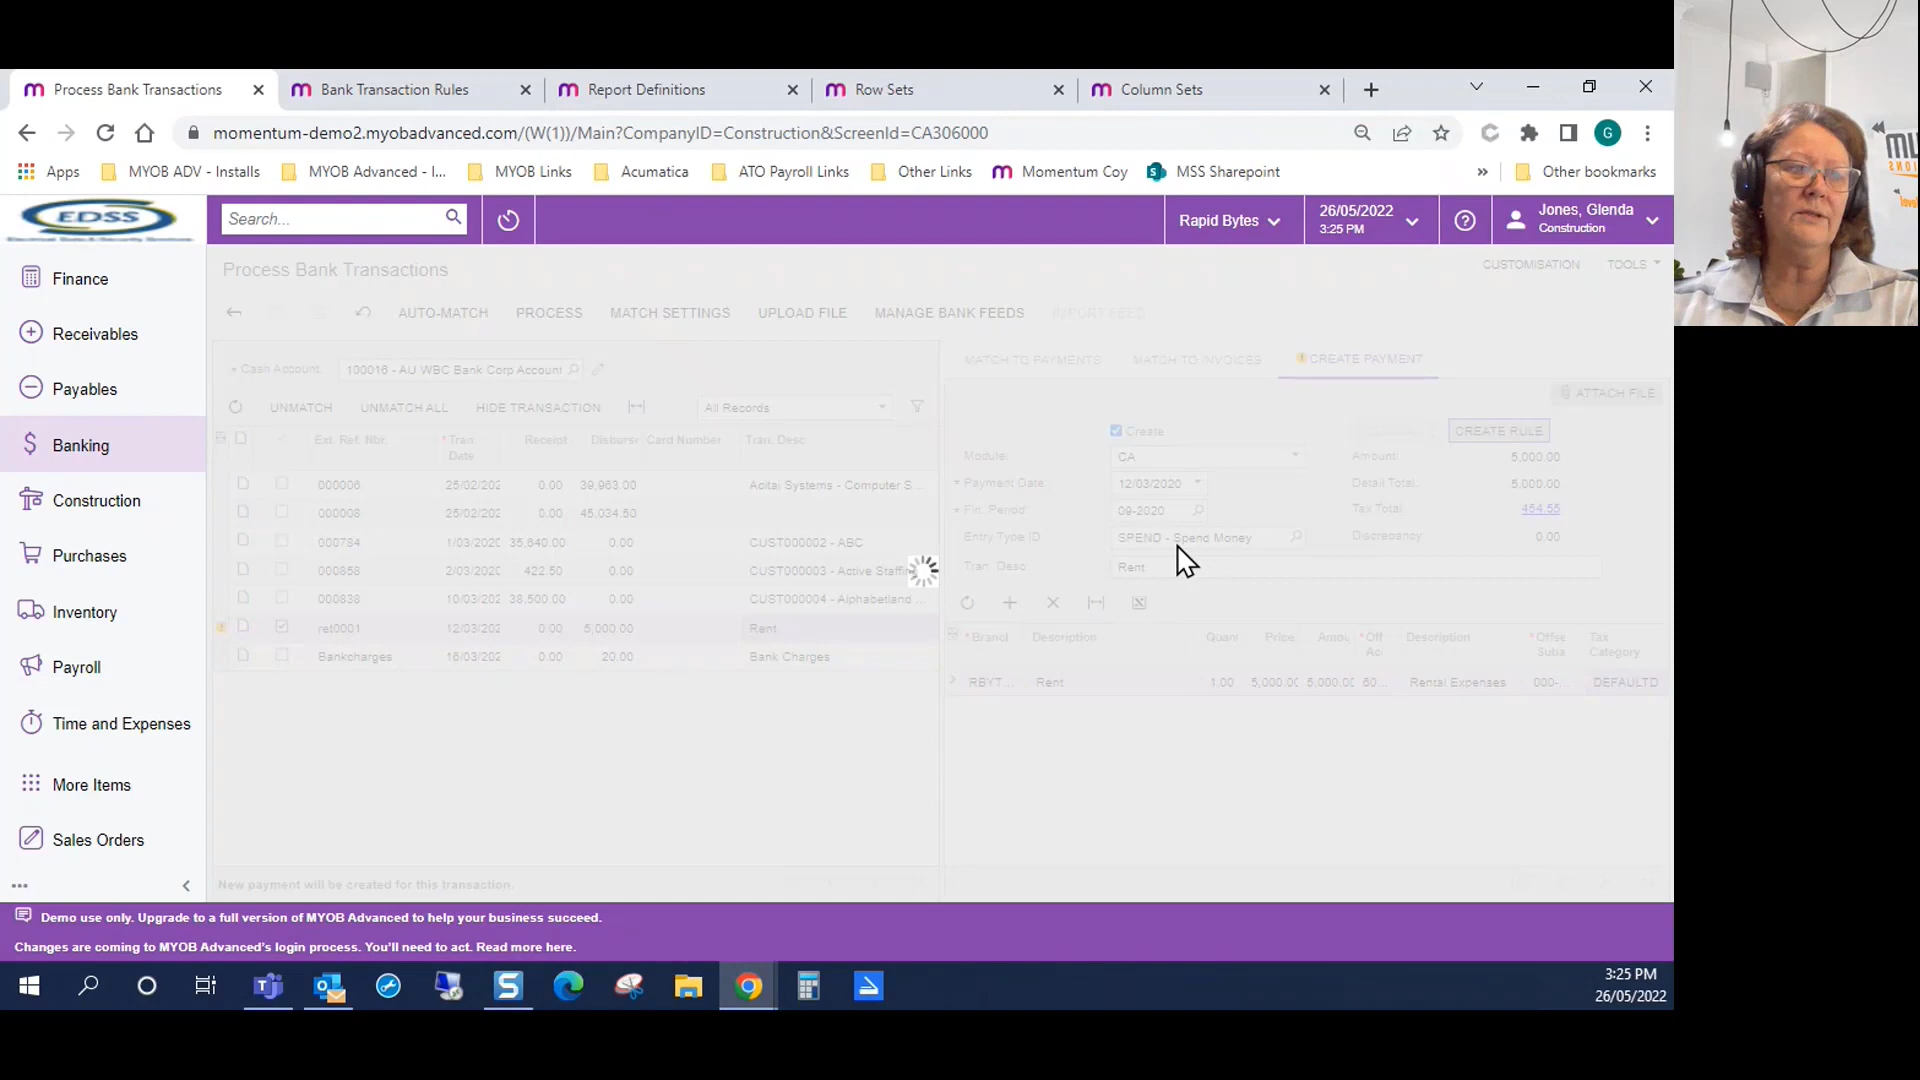 Process Bank Transactions
Bank Transaction Rules
Report Definitions
Row Sets
Column Sets
momentum-demo2.myobadvanced.com/(W(1))/Main?CompanyID=Construction&ScreenId=CA306000
G
Apps
MYOB ADV - Installs
MYOB Advanced - I...
MYOB Links
Acumatica
ATO Payroll Links
Other Links
Momentum Coy
MSS Sharepoint
»
Other bookmarks
EDSS
Search...
Rapid Bytes
26/05/2022
3:25 PM
Jones, Glenda
Construction
Finance
Receivables
Payables
Banking
Construction
Purchases
Inventory
Payroll
Time and Expenses
More Items
Sales Orders
Process Bank Transactions
CUSTOMISATION
TOOLS
AUTO-MATCH
PROCESS
MATCH SETTINGS
UPLOAD FILE
MANAGE BANK FEEDS
IMPORT FEED
Cash Account
100016 - AU WBC Bank Corp Account
UNMATCH
UNMATCH ALL
HIDE TRANSACTION
All Records
Ext. Ref. Nbr. * Tran. Date Receipt Disburse Card Number Tran. Desc
000006 25/02/202 0.00 39,963.00 Acitai Systems - Computer S...
000008 25/02/202 0.00 45,034.50
000784 1/03/2020 35,640.00 0.00 CUST000002 - ABC
000858 2/03/2020 422.50 0.00 CUST000003 - Active Staffin
000838 10/03/202 38,500.00 0.00 CUST000004 - Alphabetland ...
ret0001 12/03/202 0.00 5,000.00 Rent
Bankcharges 16/03/202 0.00 20.00 Bank Charges
New payment will be created for this transaction.
MATCH TO PAYMENTS
MATCH TO INVOICES
CREATE PAYMENT
ATTACH FILE
Create
CREATE RULE
Module: CA
Amount: 5,000.00
Payment Date: 12/03/2020
Detail Total: 5,000.00
Fin. Period: 09-2020
Tax Total: 454.55
Entry Type ID SPEND - Spend Money
Discrepancy: 0.00
Tran. Desc Rent
* Brancl Description Quani Price Amou * Off Ac Description * Offse Suba Tax Category
RBYT... Rent 1.00 5,000.00 5,000.00 60... Rental Expenses 000-... DEFAULTD
Demo use only. Upgrade to a full version of MYOB Advanced to help your business succeed.
Changes are coming to MYOB Advanced's login process. You'll need to act. Read more here.
3:25 PM
26/05/2022